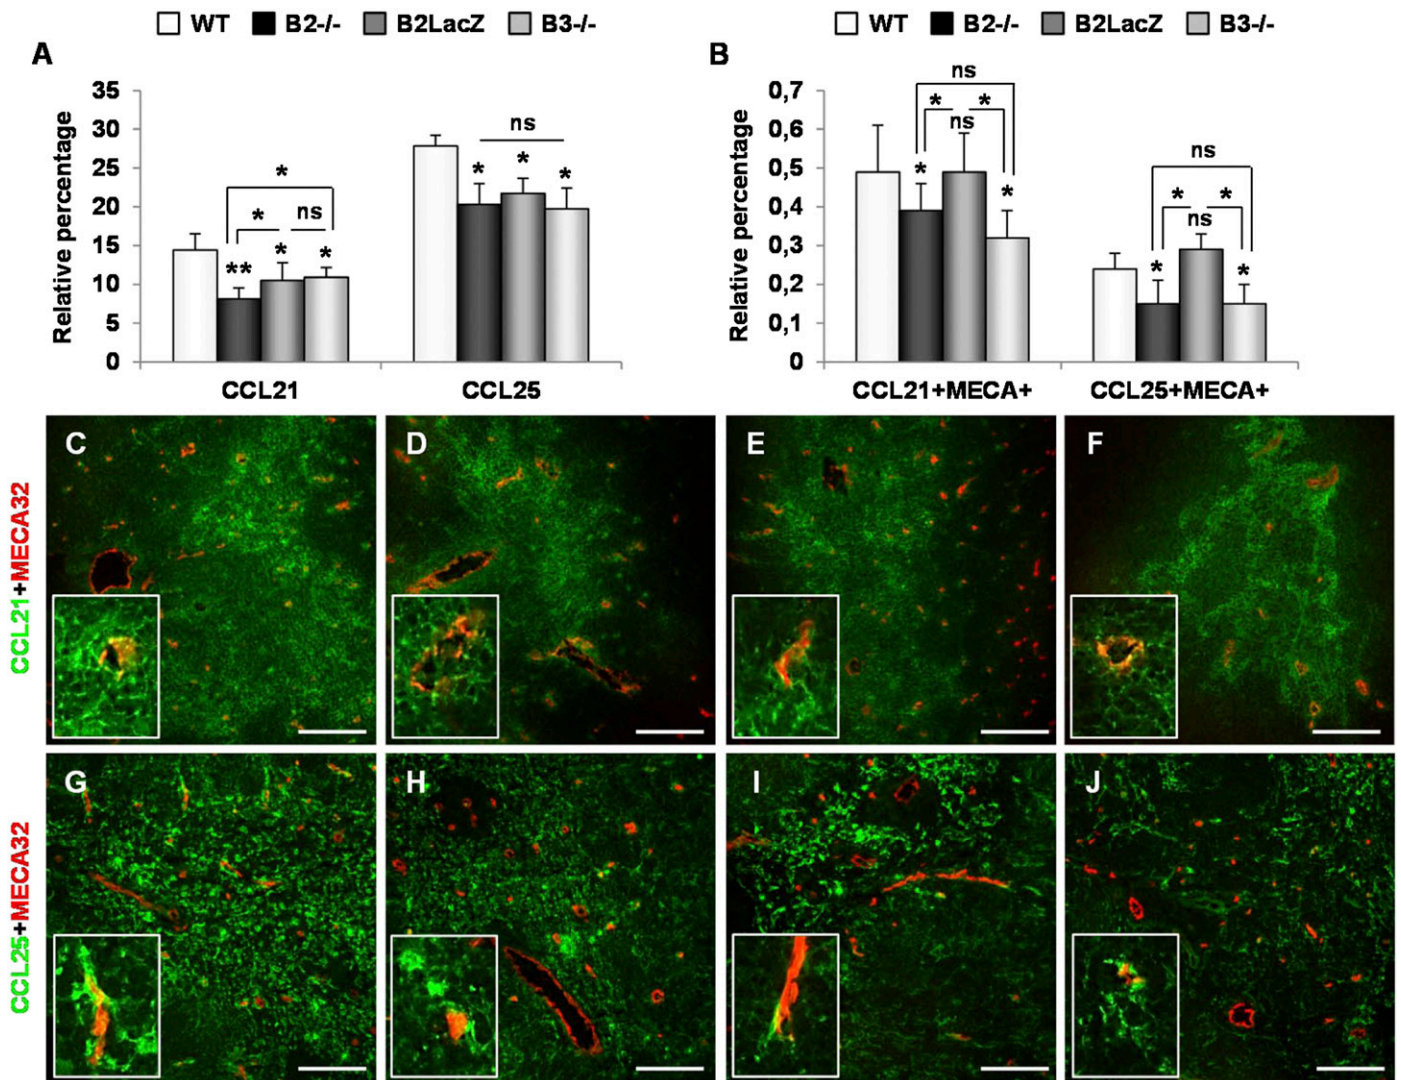 WT B2-/- B2LacZ B3-/-
WT B2-/- B2LacZ B3-/-
A
Relative percentage
35
30
25
20
15
10
5
0
*
* ns
** * *
ns
* * *
CCL21 CCL25
B
Relative percentage
0,7
0,6
0,5
0,4
0,3
0,2
0,1
0
ns
* *
ns
* *
ns
* *
ns
* *
CCL21+MECA+ CCL25+MECA+
CCL21+MECA32
C D E F
CCL25+MECA32
G H I J